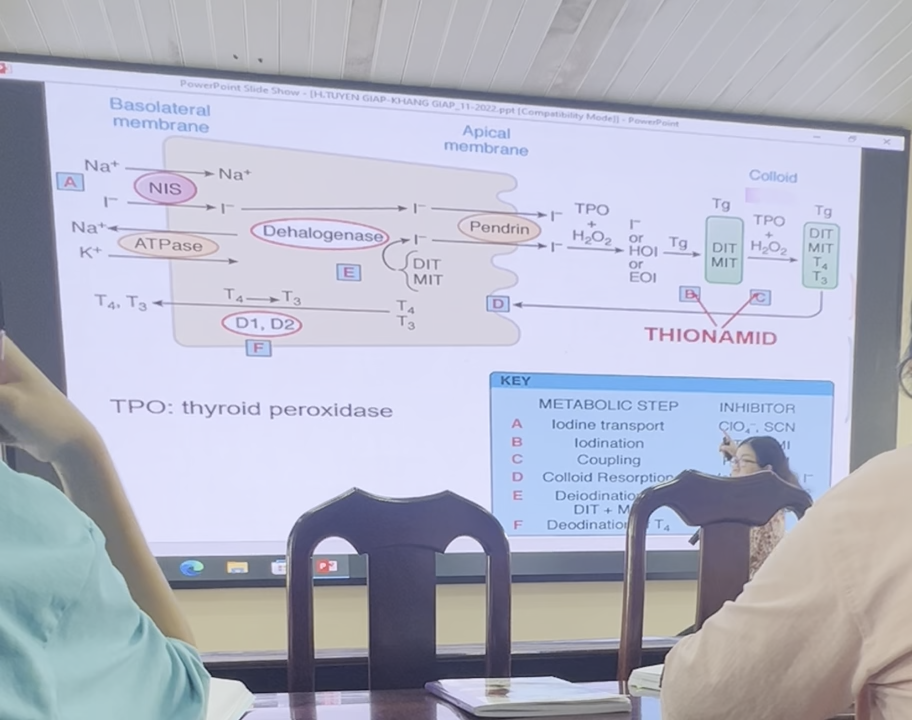 PowerPoint Slide Show - [H.TUYEN GIAP-KHANG GIAP_11-2022.ppt [Compatibility Mode]] - PowerPoint
Basolateral
membrane
Apical
membrane
Colloid
Na⁺
Na⁺
A
NIS
I⁻
I⁻
I⁻
I⁻
Na⁺
ATPase
K⁺
Dehalogenase
I⁻
Pendrin
I⁻
E
DIT
MIT
TPO
+
H₂O₂
I⁻
or
HOI
or
EOI
Tg
Tg
DIT
MIT
TPO
+
H₂O₂
Tg
DIT
MIT
T₄
T₃
T₄, T₃
T₄
T₃
T₄
T₃
D1, D2
F
D
B
C
THIONAMID
TPO: thyroid peroxidase
KEY
METABOLIC STEP INHIBITOR
A Iodine transport ClO₄⁻, SCN
B Iodination
C Coupling
D Colloid Resorption I⁻
E
DIT +
F T₄